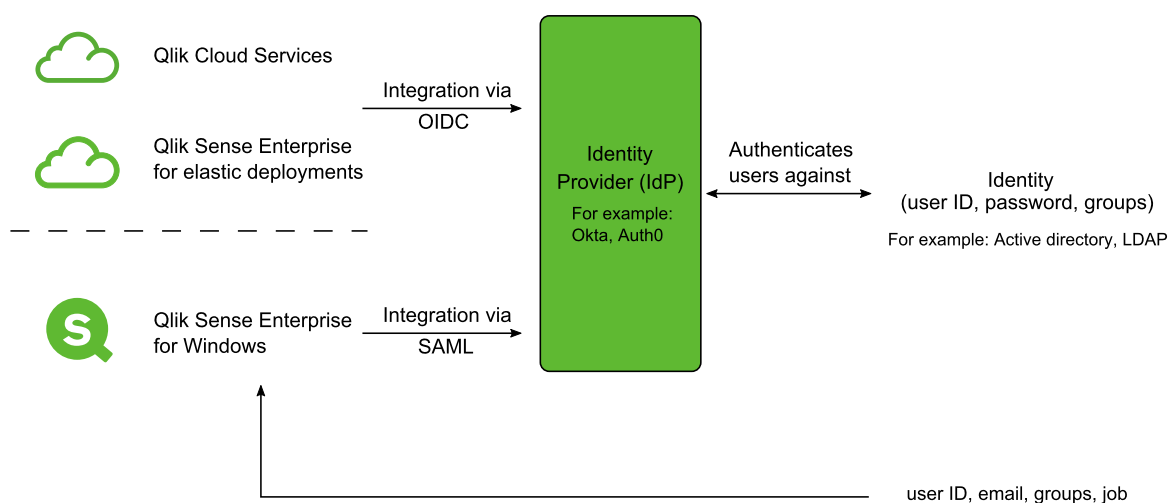 Qlik Cloud Services
Integration via
OIDC
Qlik Sense Enterprise
for elastic deployments
Identity
Provider (IdP)
For example:
Okta, Auth0
Authenticates
users against
Identity
(user ID, password, groups)
For example: Active directory, LDAP
S
Qlik Sense Enterprise
for Windows
Integration via
SAML
user ID, email, groups, job